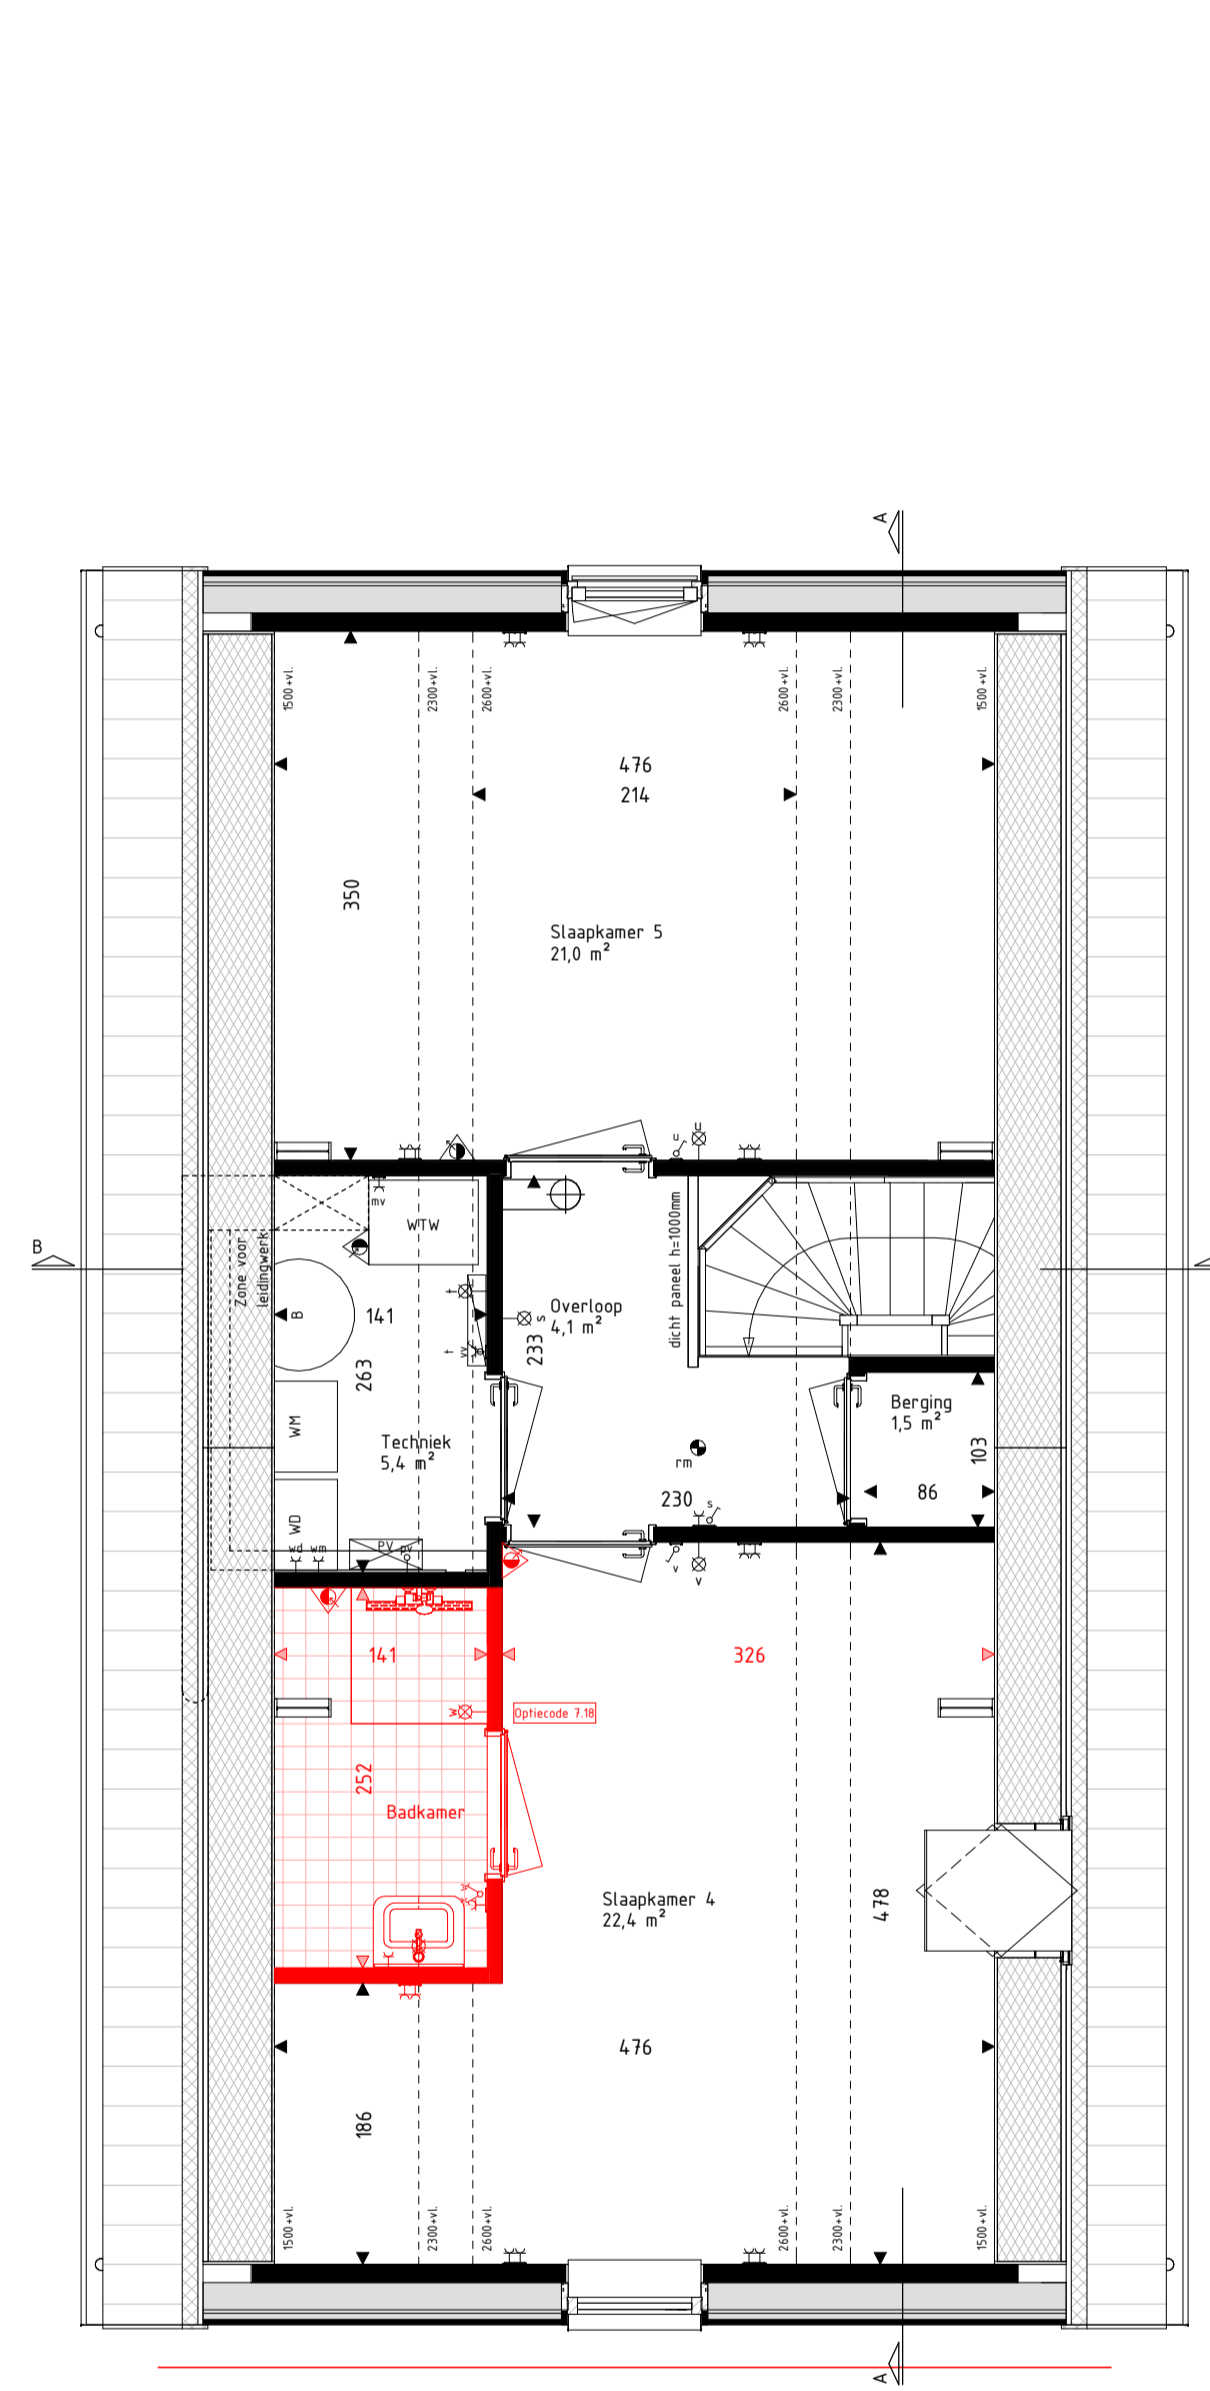 A
1500+vl.
2300+vl.
2600+vl.
2600+vl.
2300+vl.
1500+vl.
476
214
350
Slaapkamer 5
21,0 m²
u
u
mv
WTW
dicht paneel h=1000mm
B
Zone voor
leidingwerk
B
141
t
Overloop
4,1 m²
s
233
t
vv
263
Berging
1,5 m²
WM
Techniek
5,4 m²
103
rm
230
86
s
WD
PV
pv
wd
wm
v
v
141
326
w
Optiecode 7.18
252
Badkamer
w
Slaapkamer 4
22,4 m²
478
476
186
1500+vl.
2300+vl.
2600+vl.
2600+vl.
2300+vl.
1500+vl.
A